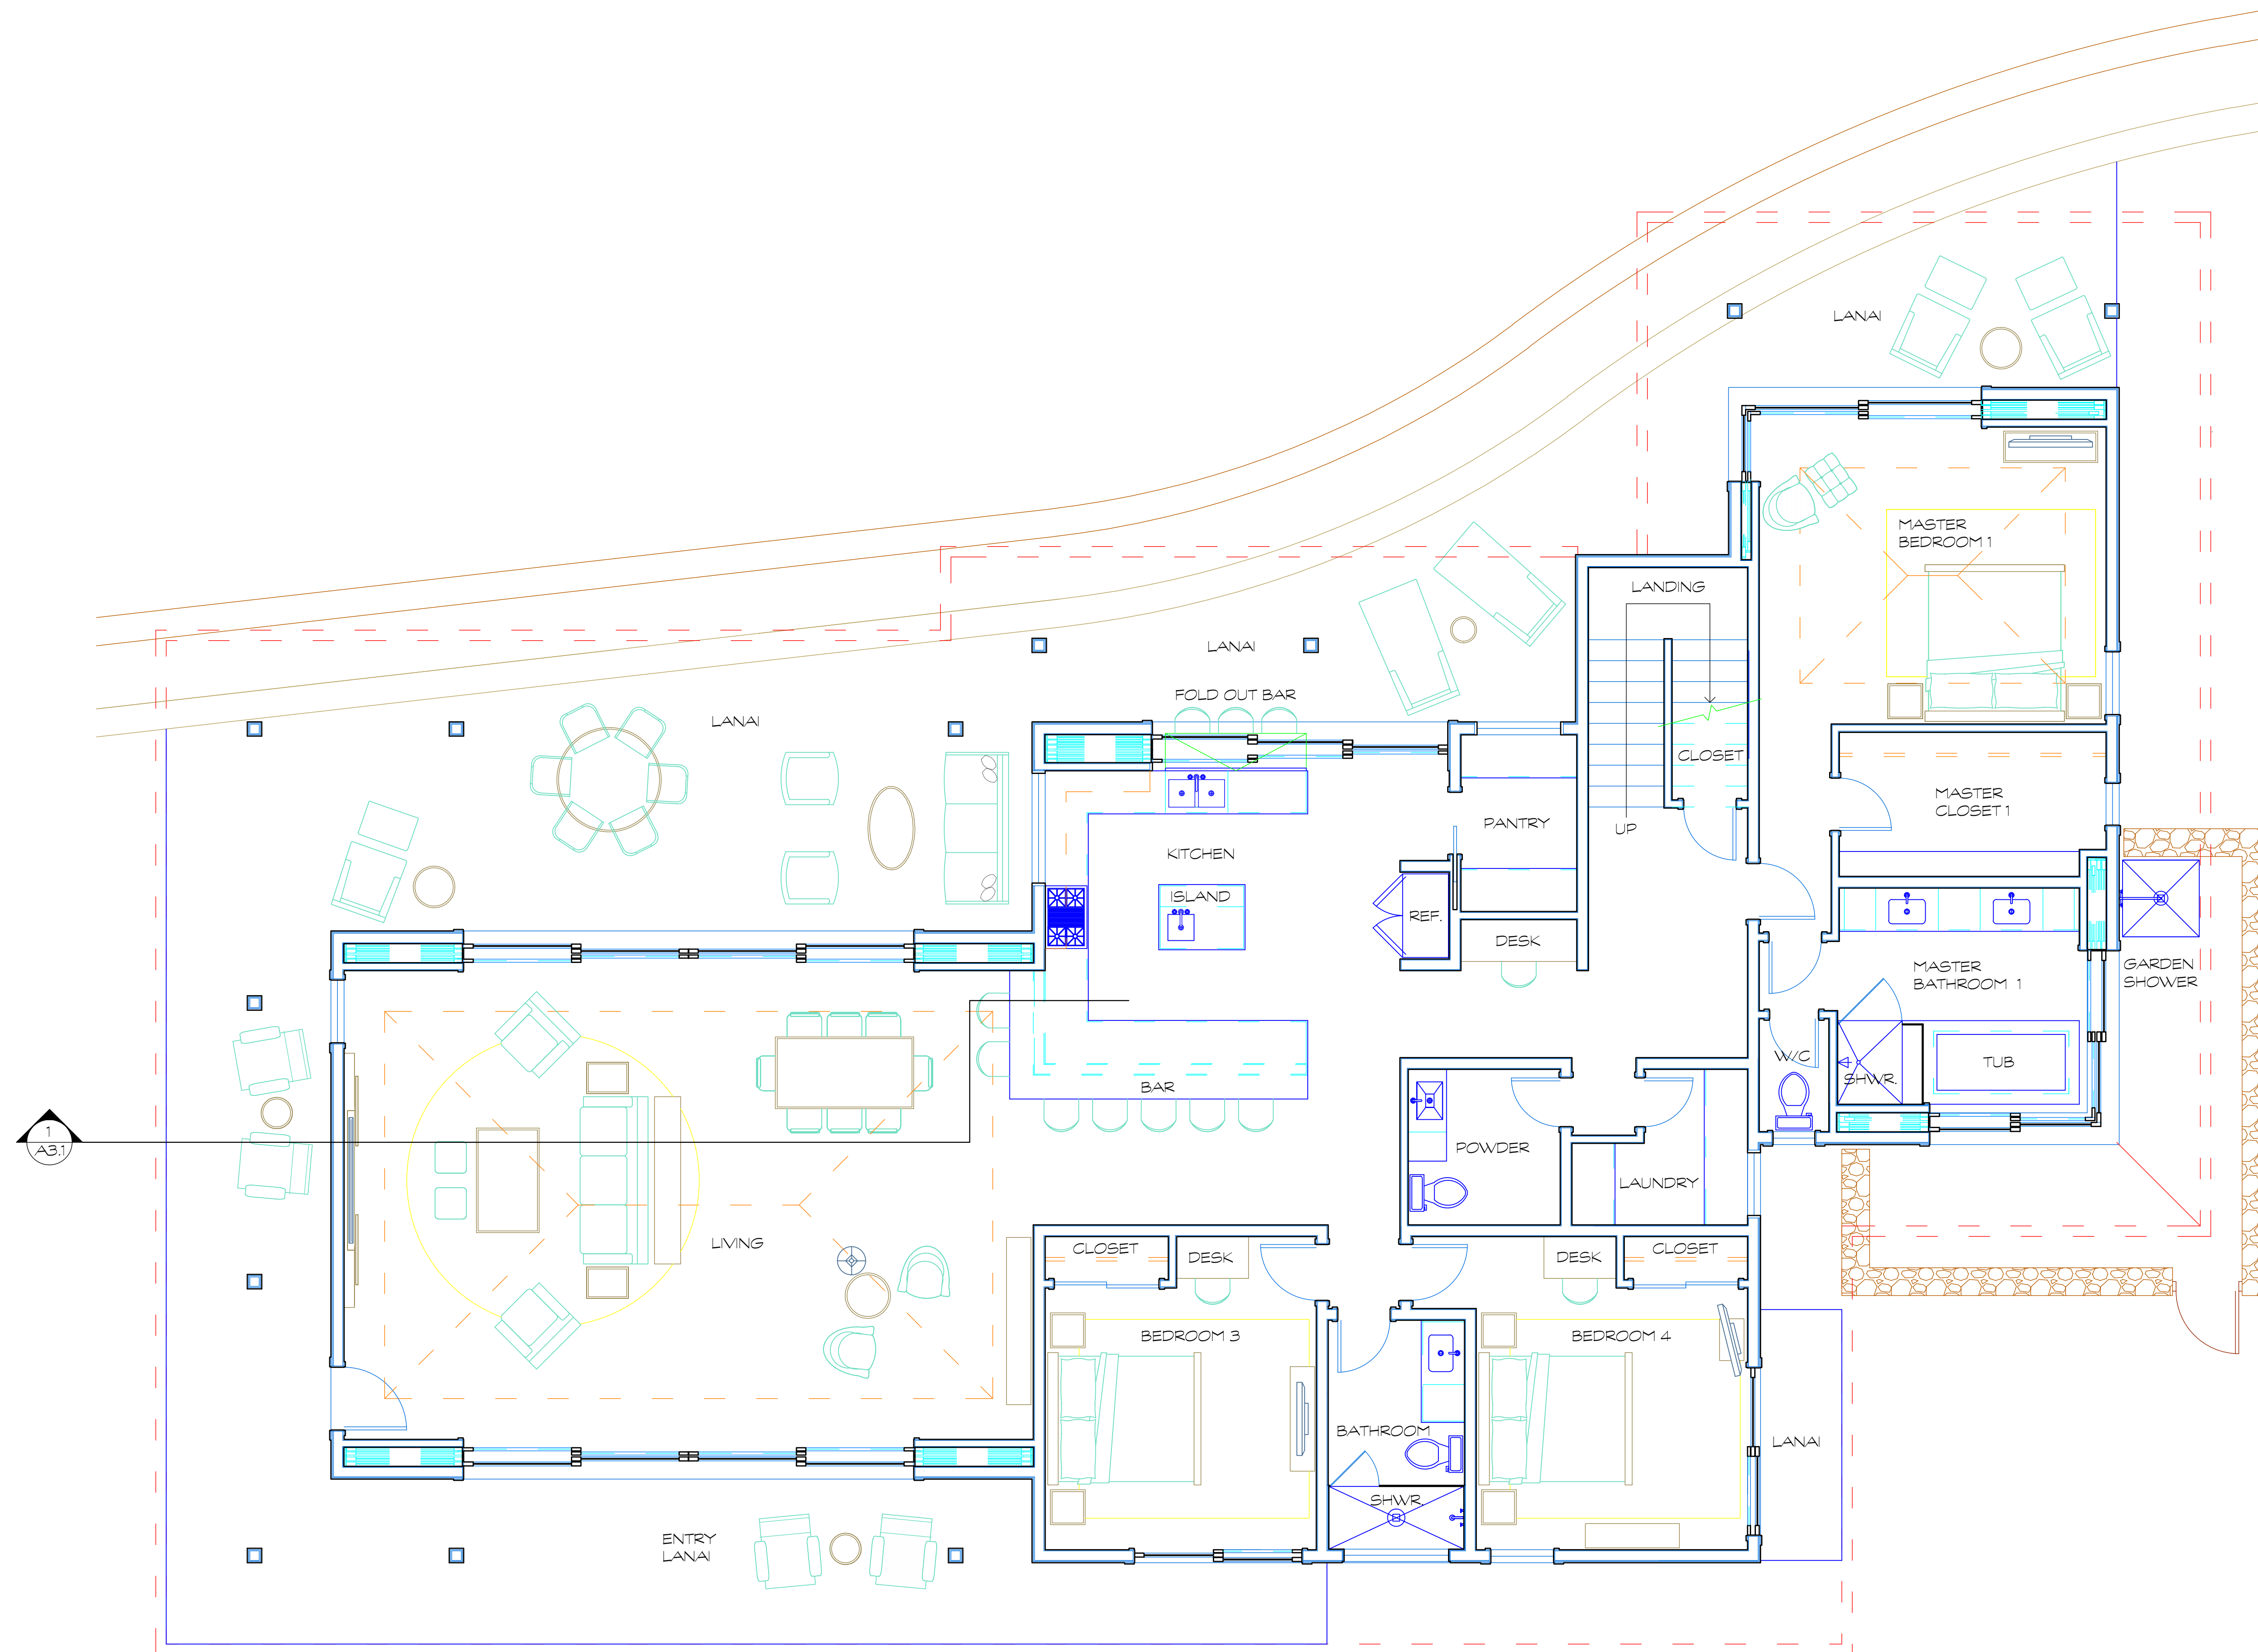 LANAI
MASTER
BEDROOM 1
LANDING
LANAI
FOLD OUT BAR
LANAI
CLOSET
MASTER
CLOSET 1
PANTRY
UP
KITCHEN
ISLAND
REF.
DESK
MASTER
BATHROOM 1
GARDEN
SHOWER
W/C
SHWR.
TUB
BAR
1
A3.1
POWDER
LAUNDRY
LIVING
CLOSET
DESK
DESK
CLOSET
BEDROOM 3
BEDROOM 4
BATHROOM
LANAI
SHWR.
ENTRY
LANAI